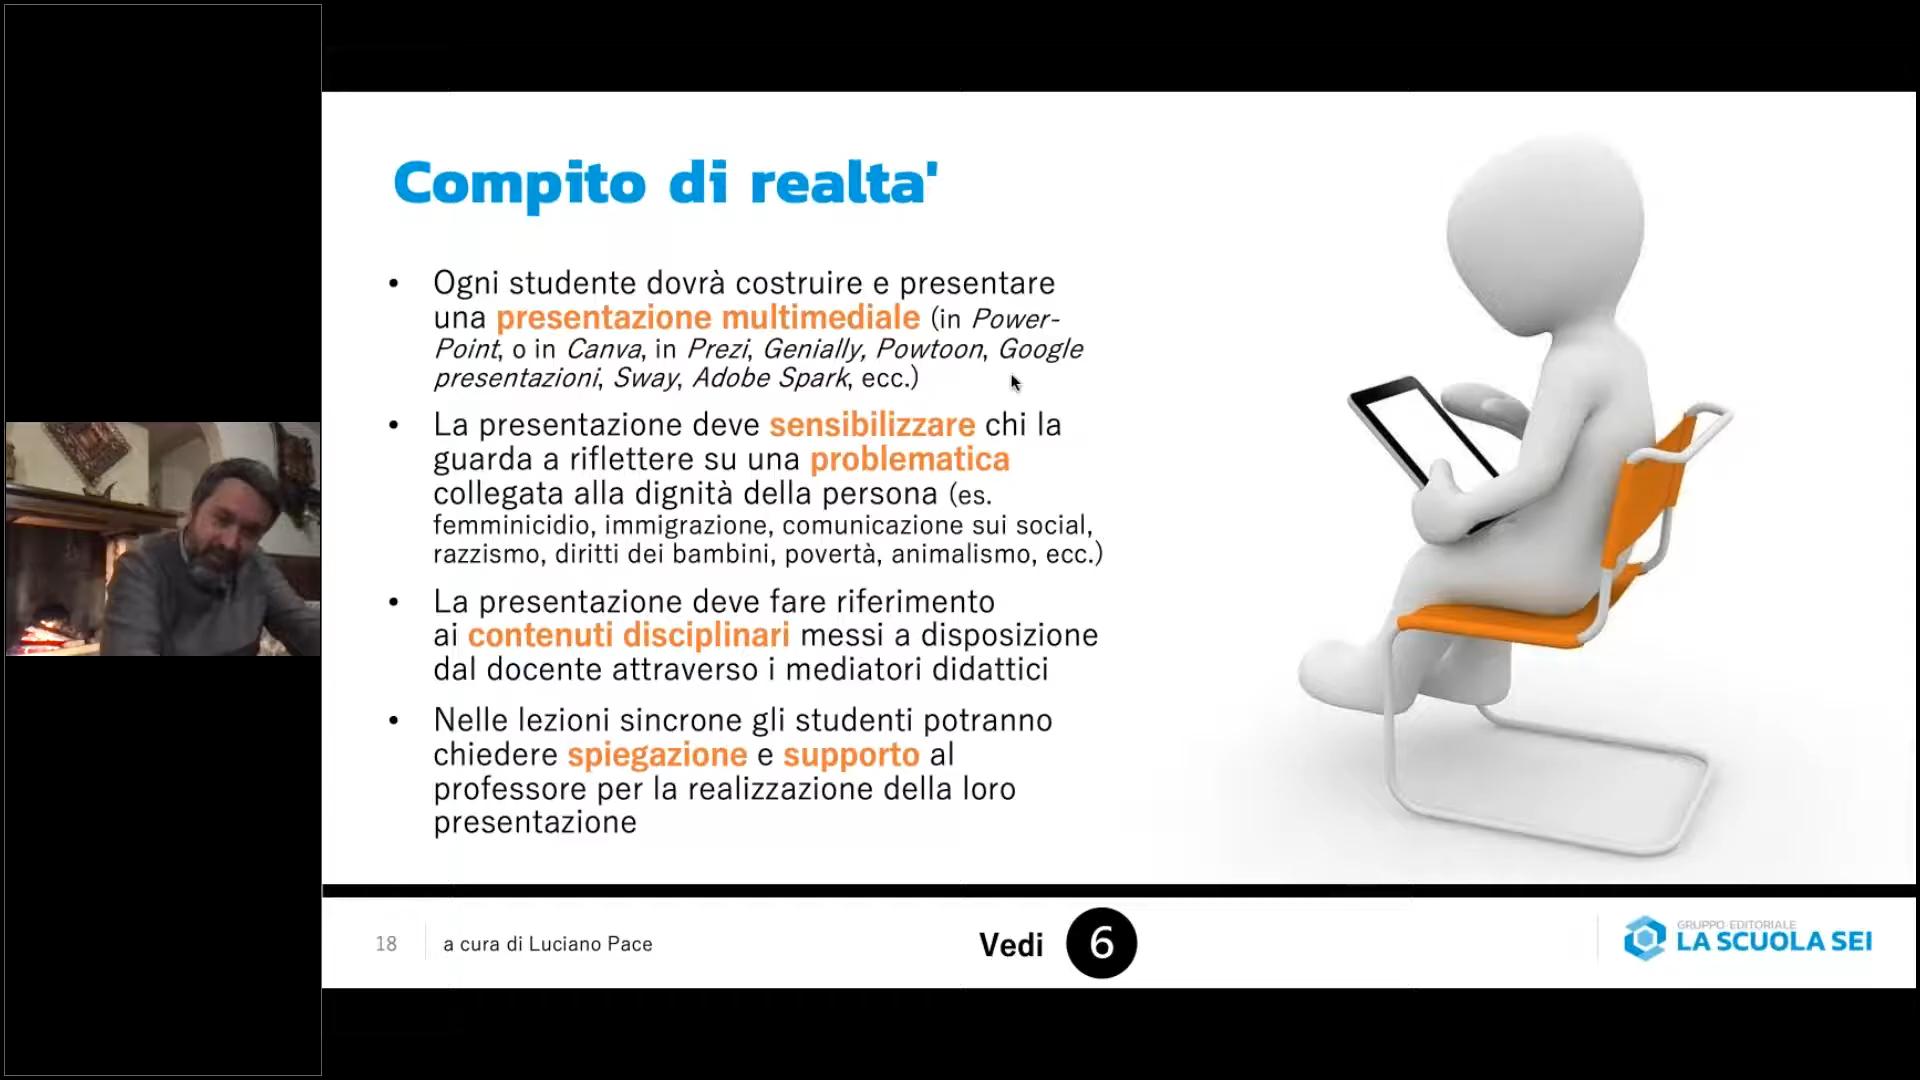 Compito di realta'
• Ogni studente dovrà costruire e presentare
una presentazione multimediale (in Power-
Point, o in Canva, in Prezi, Genially, Powtoon, Google
presentazioni, Sway, Adobe Spark, ecc.)
• La presentazione deve sensibilizzare chi la
guarda a riflettere su una problematica
collegata alla dignità della persona (es.
femminicidio, immigrazione, comunicazione sui social,
razzismo, diritti dei bambini, povertà, animalismo, ecc.)
• La presentazione deve fare riferimento
ai contenuti disciplinari messi a disposizione
dal docente attraverso i mediatori didattici
• Nelle lezioni sincrone gli studenti potranno
chiedere spiegazione e supporto al
professore per la realizzazione della loro
presentazione
18 a cura di Luciano Pace
Vedi 6
GRUPPO EDITORIALE
LA SCUOLA SEI